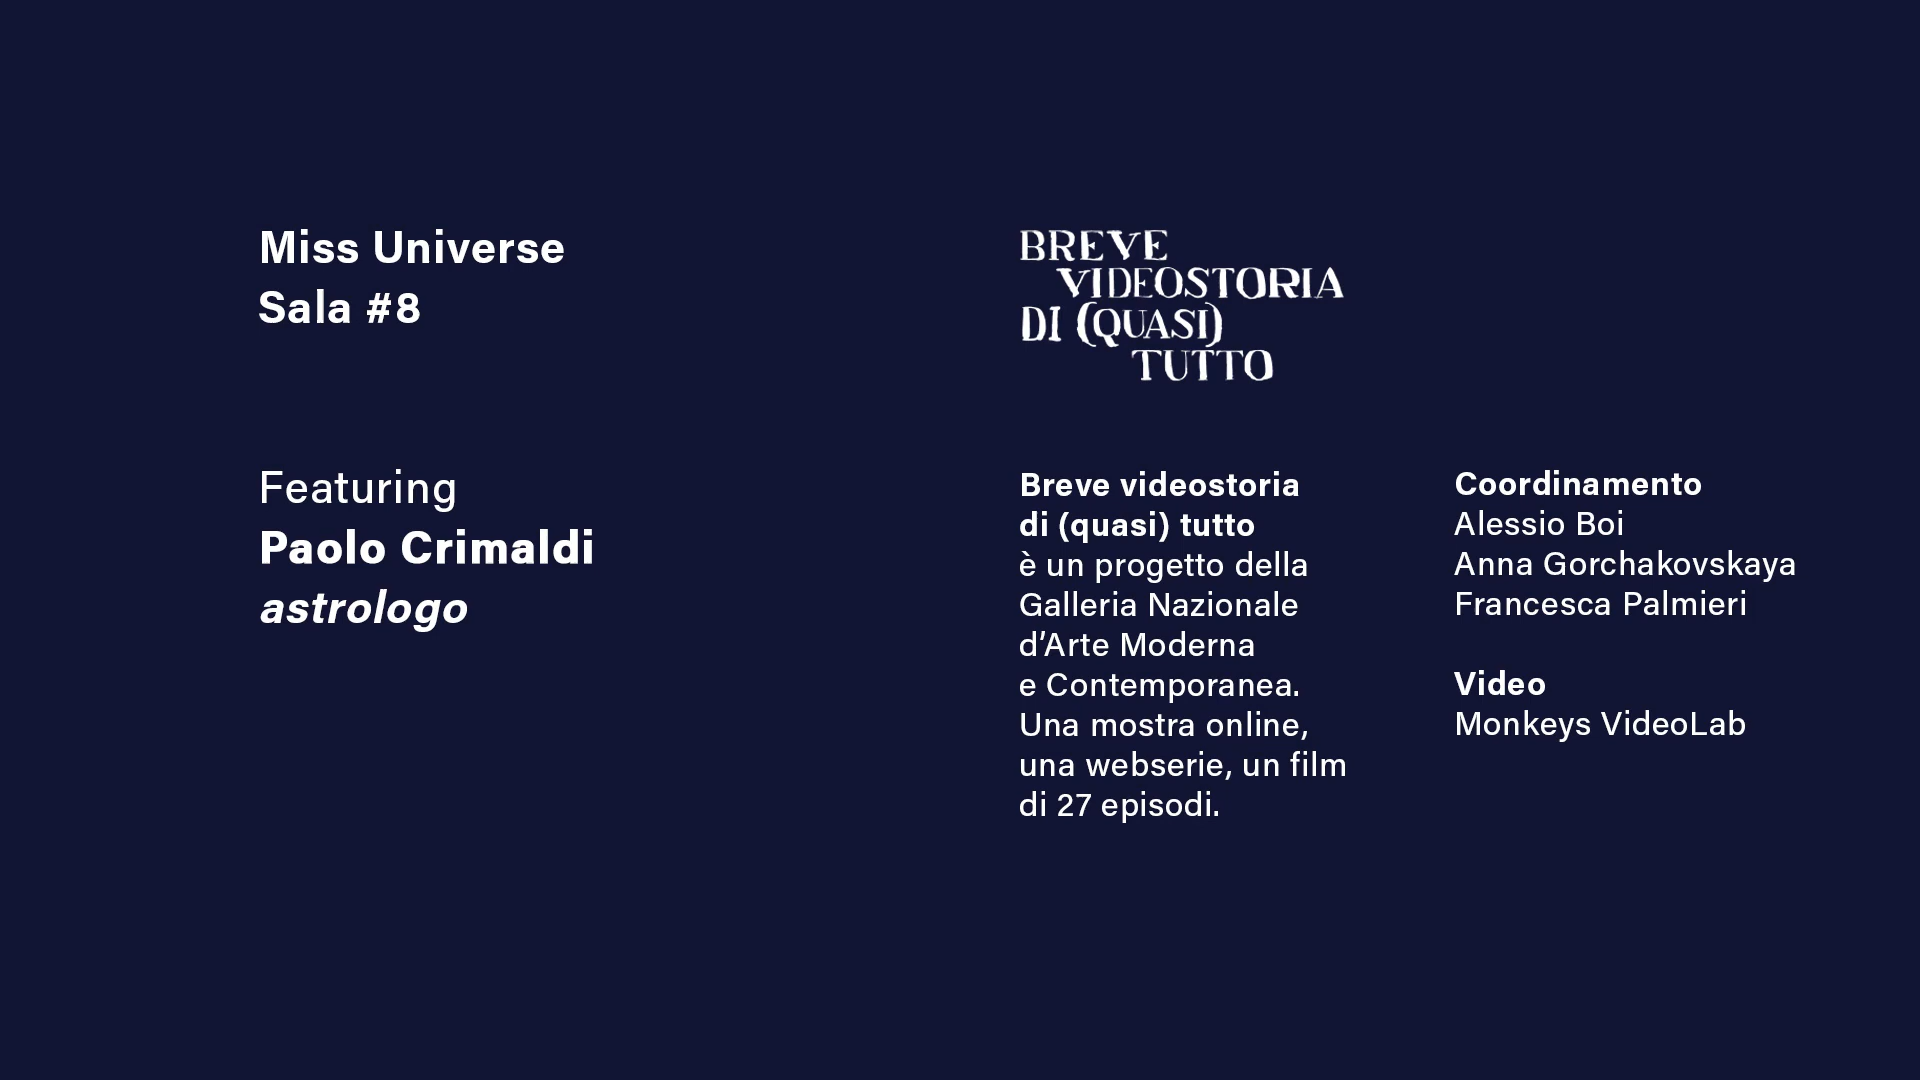 Miss Universe
Sala #8
Featuring
Paolo Crimaldi
astrologo
BREVE
VIDEOSTORIA
DI (QUASI)
TUTTO
Breve videostoria
di (quasi) tutto
è un progetto della
Galleria Nazionale
d’Arte Moderna
e Contemporanea.
Una mostra online,
una webserie, un film
di 27 episodi.
Coordinamento
Alessio Boi
Anna Gorchakovskaya
Francesca Palmieri
Video
Monkeys VideoLab